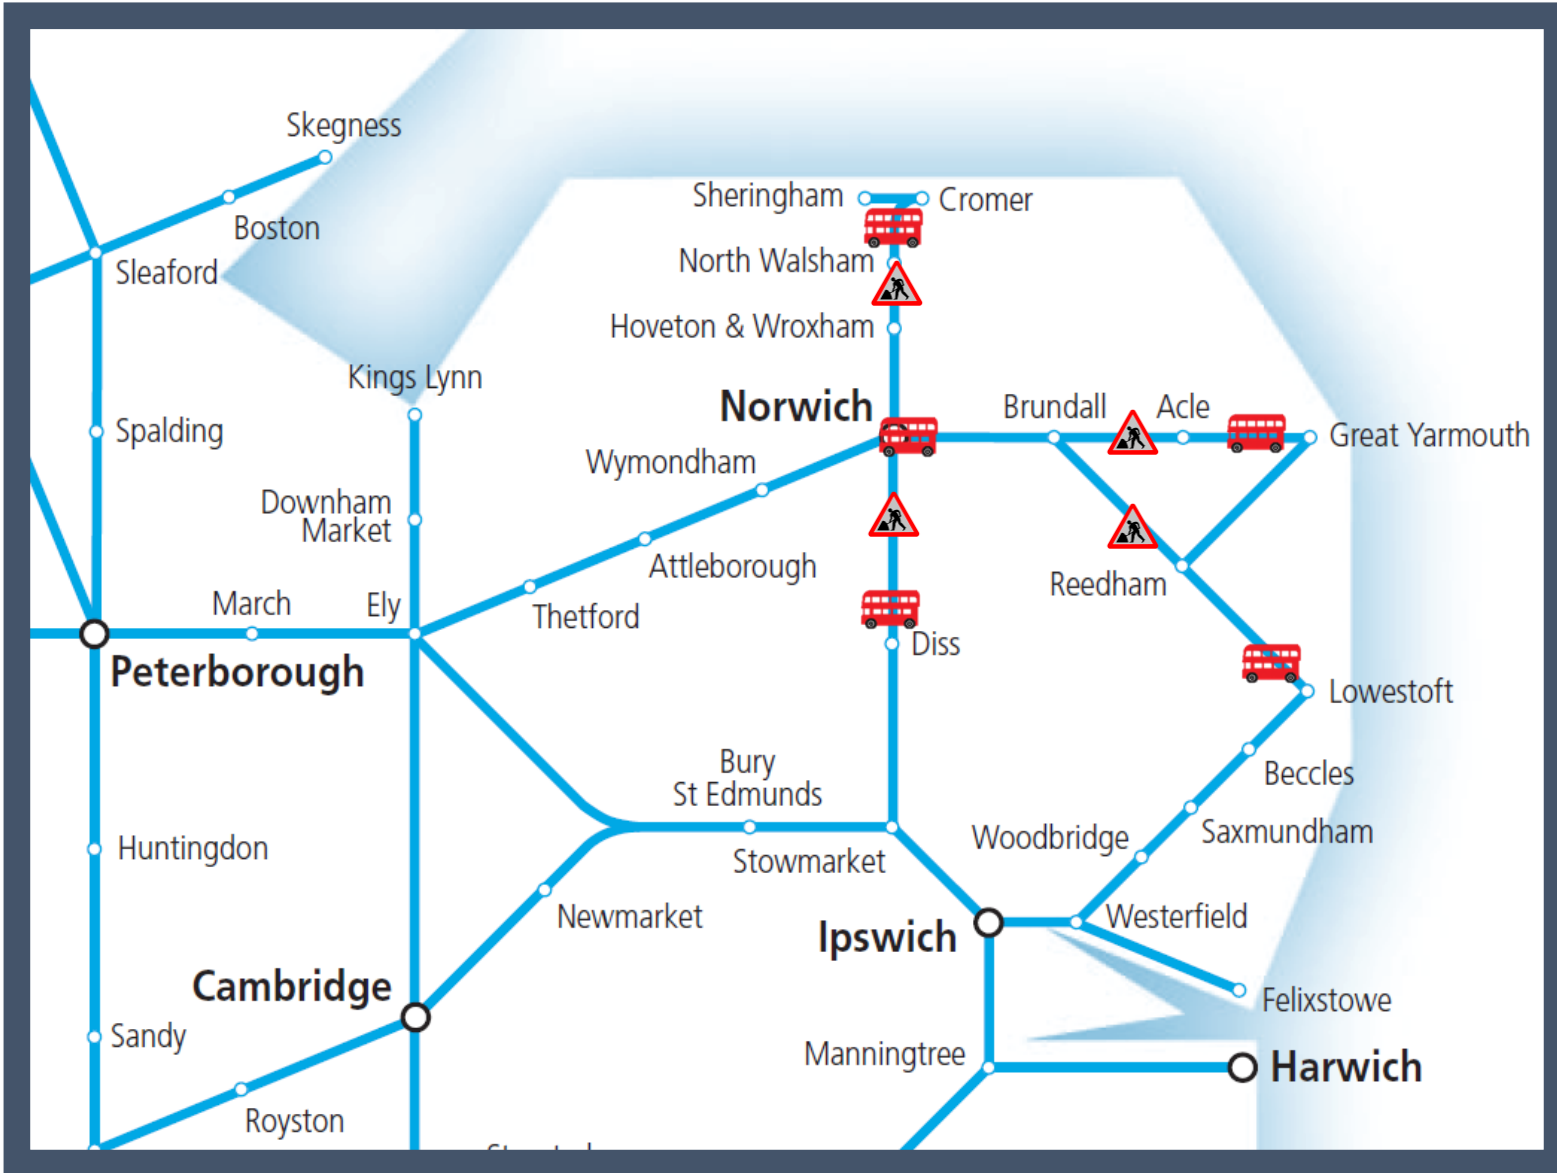 Skegness
Boston
Sleaford
Sheringham
Cromer
North Walsham
Hoveton & Wroxham
Kings Lynn
Norwich
Brundall
Acle
Great Yarmouth
Spalding
Wymondham
Downham
Market
Attleborough
Reedham
March
Ely
Thetford
Diss
Peterborough
Lowestoft
Bury
St Edmunds
Beccles
Saxmundham
Woodbridge
Huntingdon
Stowmarket
Newmarket
Westerfield
Ipswich
Cambridge
Felixstowe
Sandy
Manningtree
Harwich
Royston